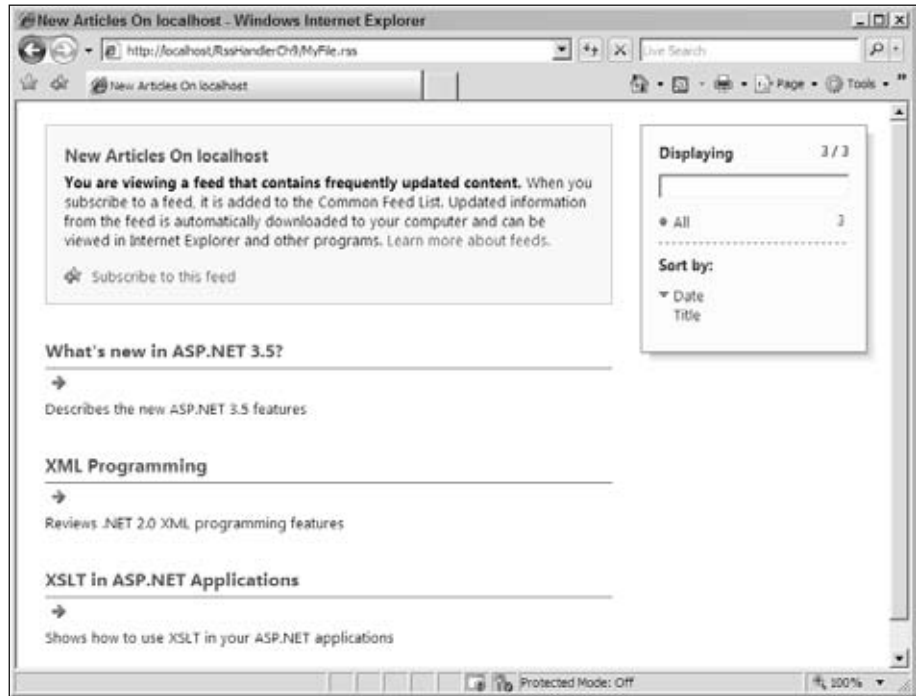 New Articles On localhost - Windows Internet Explorer
http://localhost/RssHandlerCh9/MyFile.rss
Live Search
New Articles On localhost
Page
Tools
New Articles On localhost
You are viewing a feed that contains frequently updated content. When you
subscribe to a feed, it is added to the Common Feed List. Updated information
from the feed is automatically downloaded to your computer and can be
viewed in Internet Explorer and other programs. Learn more about feeds.
Subscribe to this feed
Displaying 3 / 3
All 3
Sort by:
Date
Title
What's new in ASP.NET 3.5?
Describes the new ASP.NET 3.5 features
XML Programming
Reviews .NET 2.0 XML programming features
XSLT in ASP.NET Applications
Shows how to use XSLT in your ASP.NET applications
Protected Mode: Off
100%